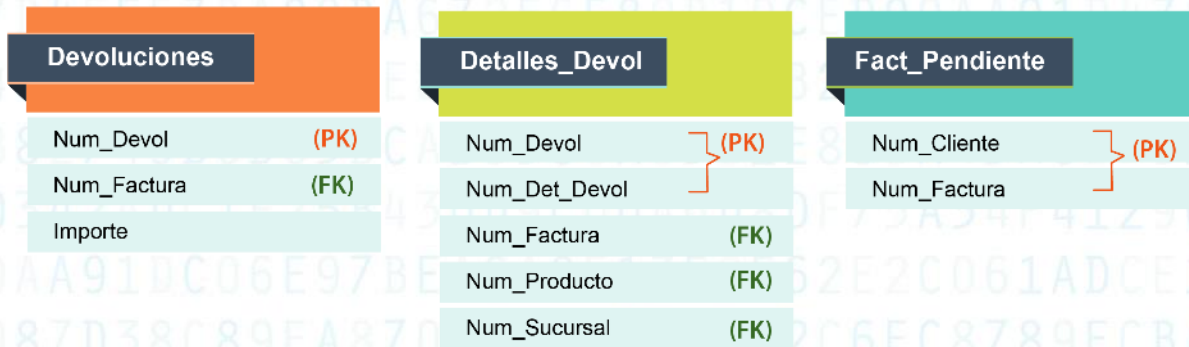 Devoluciones
Num_Devol (PK)
Num_Factura (FK)
Importe
Detalles_Devol
Num_Devol (PK)
Num_Det_Devol
Num_Factura (FK)
Num_Producto (FK)
Num_Sucursal (FK)
Fact_Pendiente
Num_Cliente (PK)
Num_Factura